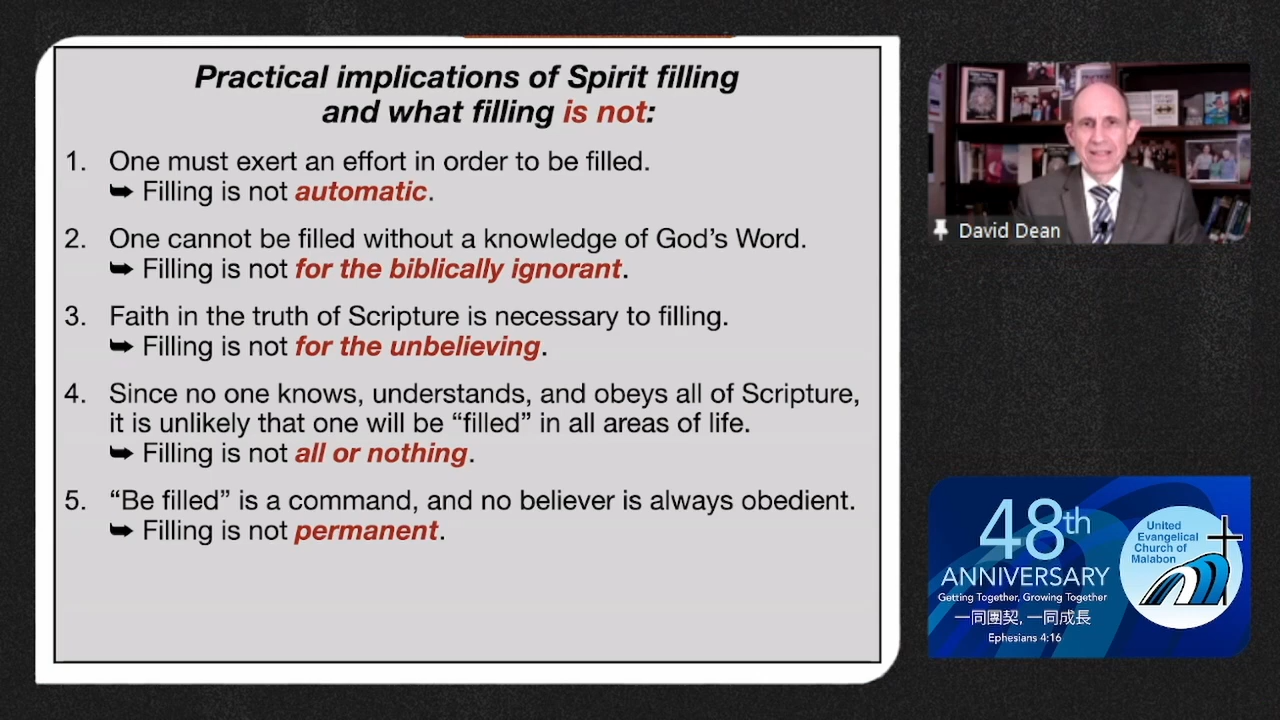 Practical implications of Spirit filling
and what filling is not:
1. One must exert an effort in order to be filled.
➥ Filling is not automatic.
2. One cannot be filled without a knowledge of God’s Word.
➥ Filling is not for the biblically ignorant.
3. Faith in the truth of Scripture is necessary to filling.
➥ Filling is not for the unbelieving.
4. Since no one knows, understands, and obeys all of Scripture,
it is unlikely that one will be “filled” in all areas of life.
➥ Filling is not all or nothing.
5. “Be filled” is a command, and no believer is always obedient.
➥ Filling is not permanent.
David Dean
48th
ANNIVERSARY
Getting Together, Growing Together
一同團契, 一同成長
Ephesians 4:16
United
Evangelical
Church of
Malabon